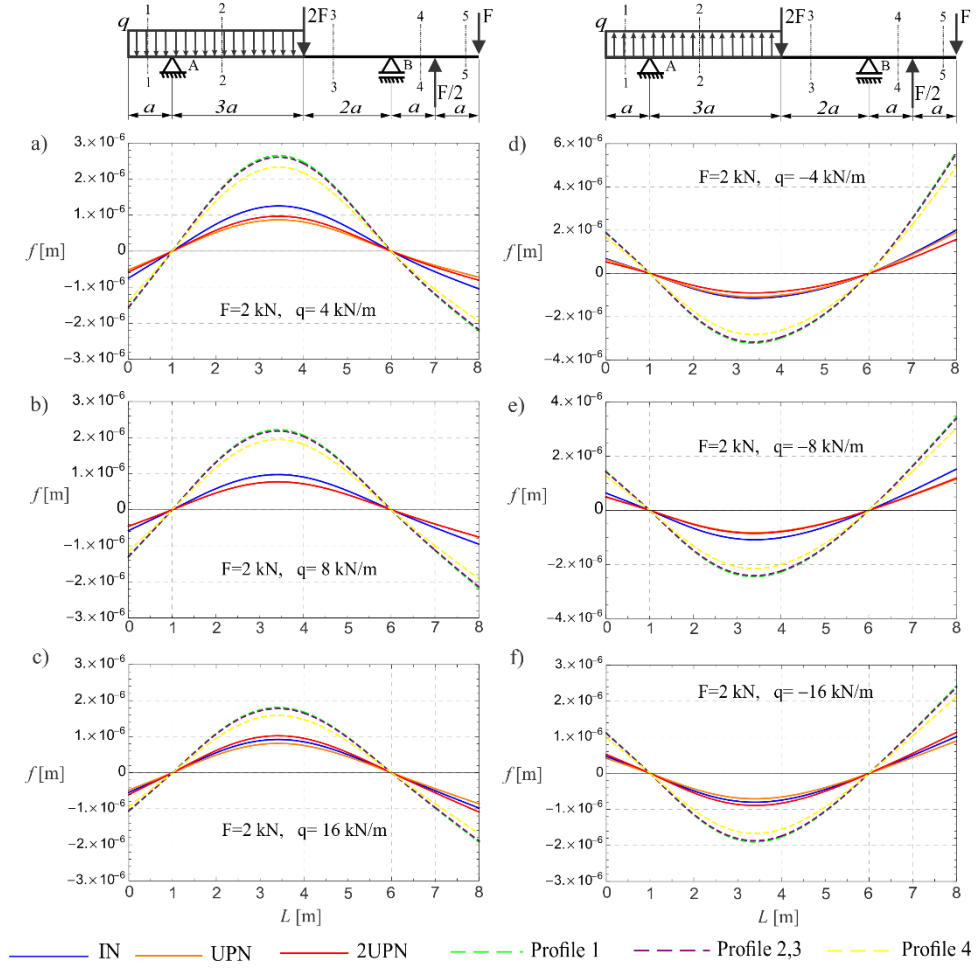 q
1
2
2F
3
4
5
F
A
B
1
2
3
4
5
F/2
a
3a
2a
a
a
q
1
2
2F
3
4
5
F
A
B
1
2
3
4
5
F/2
a
3a
2a
a
a
a)
3.×10⁻⁶
2.×10⁻⁶
1.×10⁻⁶
f [m]
0
−1.×10⁻⁶
−2.×10⁻⁶
−3.×10⁻⁶
F=2 kN, q= 4 kN/m
0 1 2 3 4 5 6 7 8
d)
6.×10⁻⁶
4.×10⁻⁶
2.×10⁻⁶
f [m]
0
−2.×10⁻⁶
−4.×10⁻⁶
F=2 kN, q= −4 kN/m
0 1 2 3 4 5 6 7 8
b)
3.×10⁻⁶
2.×10⁻⁶
1.×10⁻⁶
f [m]
0
−1.×10⁻⁶
−2.×10⁻⁶
−3.×10⁻⁶
F=2 kN, q= 8 kN/m
0 1 2 3 4 5 6 7 8
e)
4.×10⁻⁶
2.×10⁻⁶
f [m]
0
−2.×10⁻⁶
−4.×10⁻⁶
F=2 kN, q= −8 kN/m
0 1 2 3 4 5 6 7 8
c)
3.×10⁻⁶
2.×10⁻⁶
1.×10⁻⁶
f [m]
0
−1.×10⁻⁶
−2.×10⁻⁶
−3.×10⁻⁶
F=2 kN, q= 16 kN/m
0 1 2 3 4 5 6 7 8
L [m]
f)
3.×10⁻⁶
2.×10⁻⁶
1.×10⁻⁶
f [m]
0
−1.×10⁻⁶
−2.×10⁻⁶
−3.×10⁻⁶
F=2 kN, q= −16 kN/m
0 1 2 3 4 5 6 7 8
L [m]
IN UPN 2UPN Profile 1 Profile 2,3 Profile 4